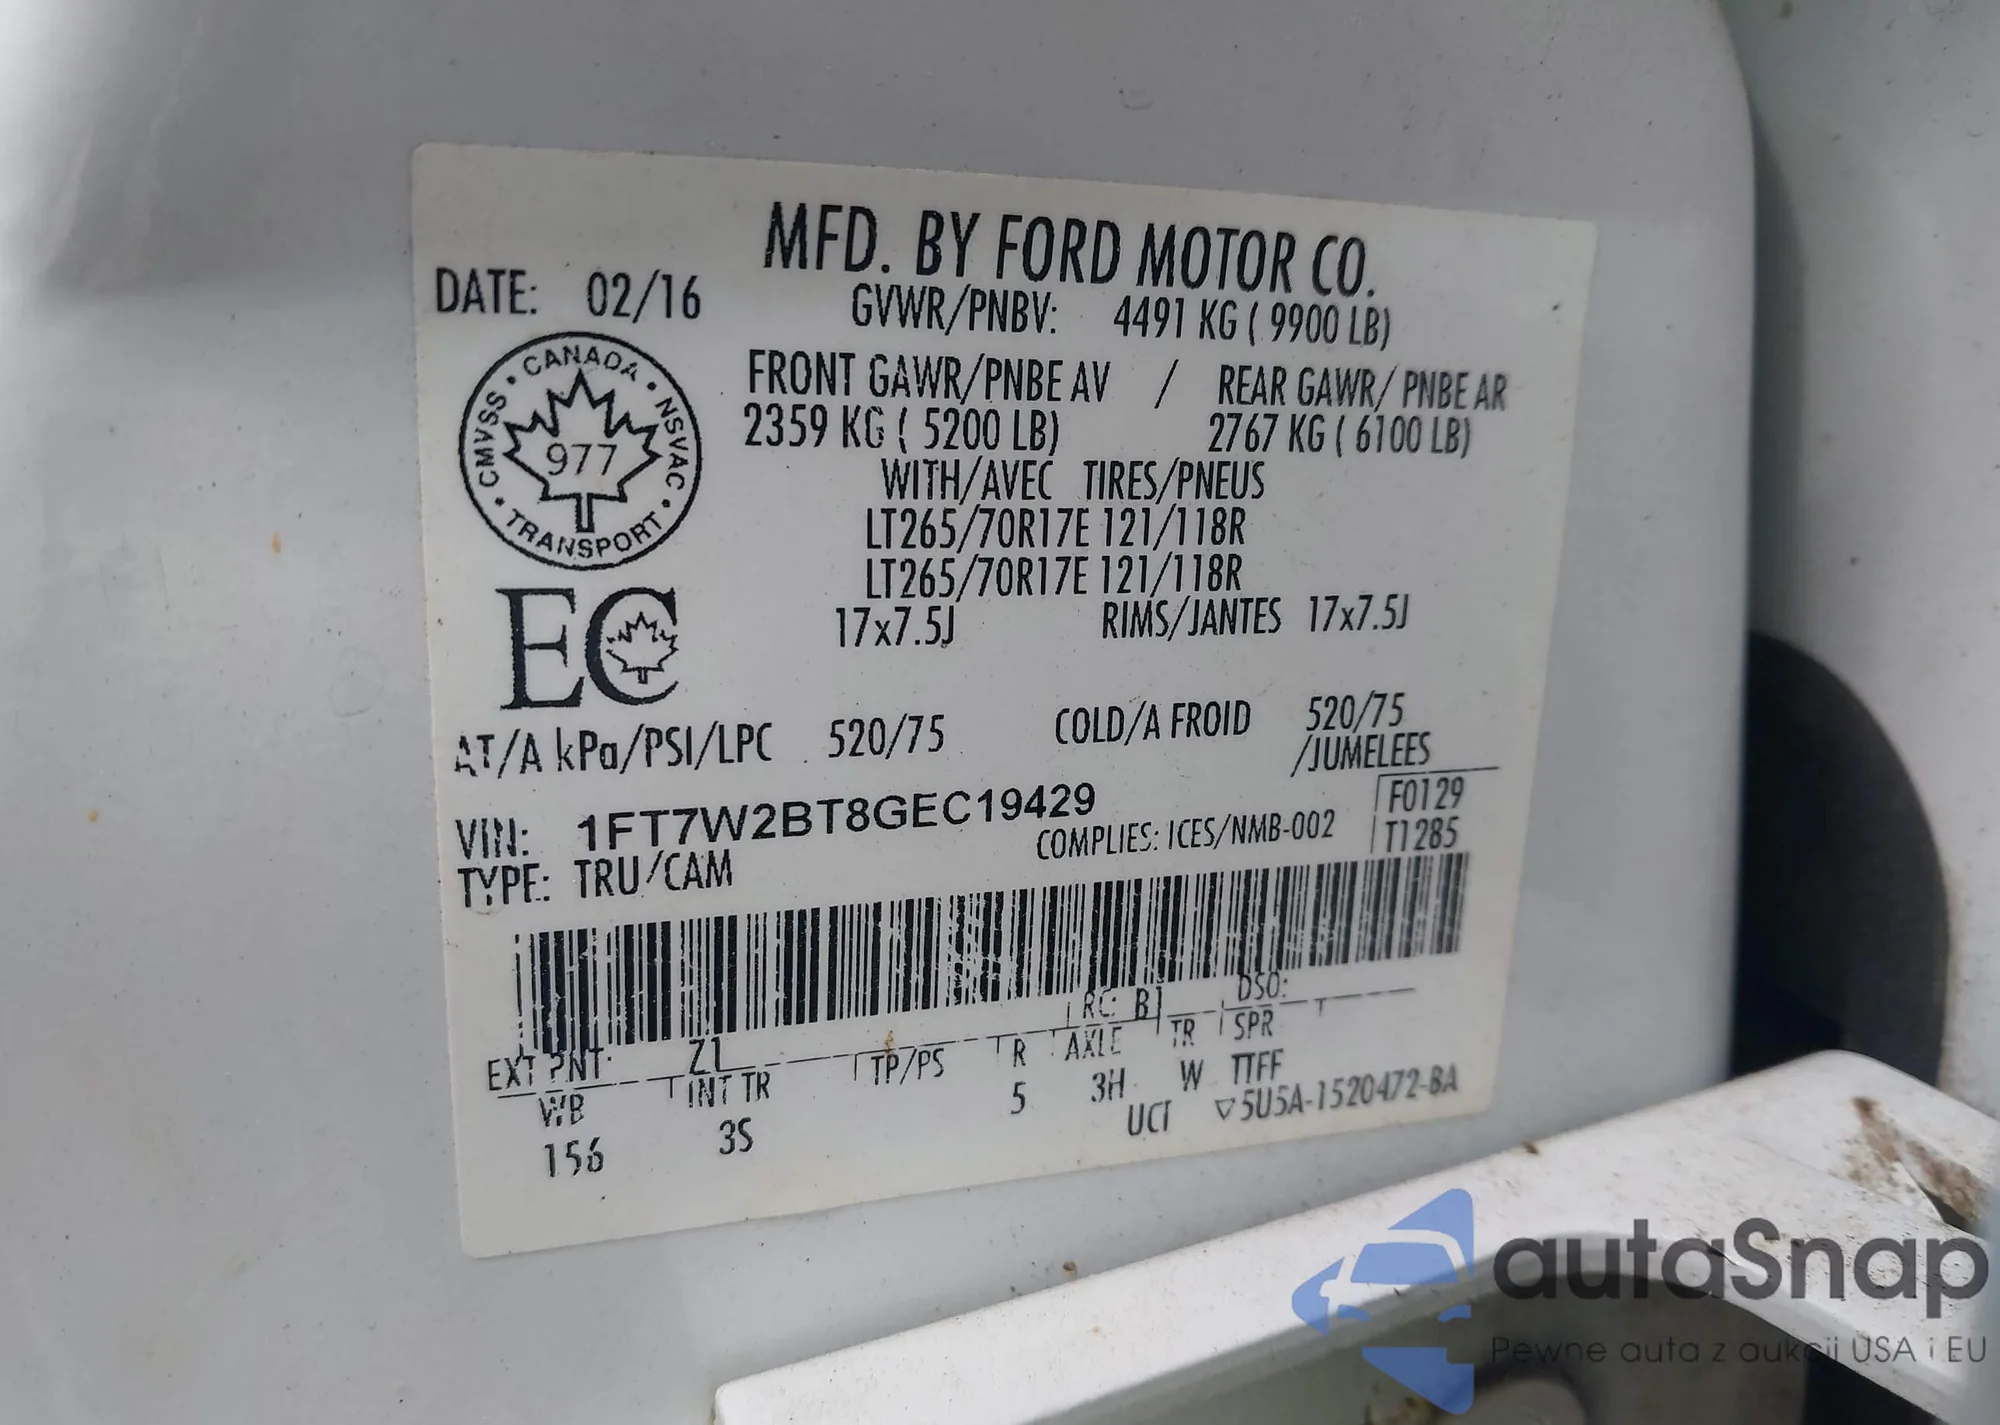 MFD. BY FORD MOTOR CO.
DATE: 02/16 GVWR/PNBV: 4491 KG ( 9900 LB)
FRONT GAWR/PNBE AV / REAR GAWR/ PNBE AR
2359 KG ( 5200 LB) 2767 KG ( 6100 LB)
WITH/AVEC TIRES/PNEUS
LT265/70R17E 121/118R
LT265/70R17E 121/118R
17x7.5J RIMS/JANTES 17x7.5J
CANADA • NSVAC • TRANSPORT • CMVSS •
977
EC
AT/A kPa/PSI/LPC 520/75 COLD/A FROID 520/75
/JUMELEES
VIN: 1FT7W2BT8GEC19429 F0129
TYPE: TRU/CAM COMPLIES: ICES/NMB-002 T1285
RC: B1 DSO:
EXT PNT: Z1
WB INT TR TP/PS R AXLE TR SPR
156 3S 5 3H W TTFF
UCI ▽5U5A-1520472-BA
autaSnap
Pewne auta z aukcji USA i EU